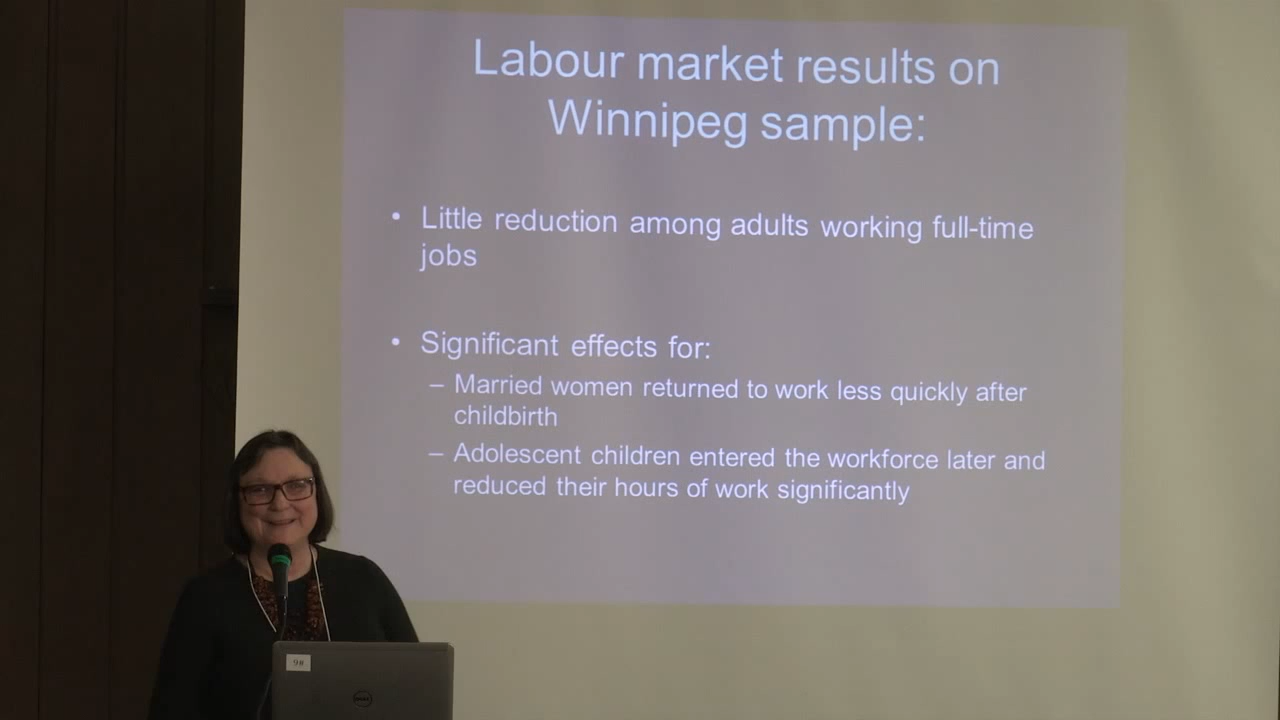 Labour market results on
Winnipeg sample:
• Little reduction among adults working full-time
jobs
• Significant effects for:
– Married women returned to work less quickly after
childbirth
– Adolescent children entered the workforce later and
reduced their hours of work significantly
DELL